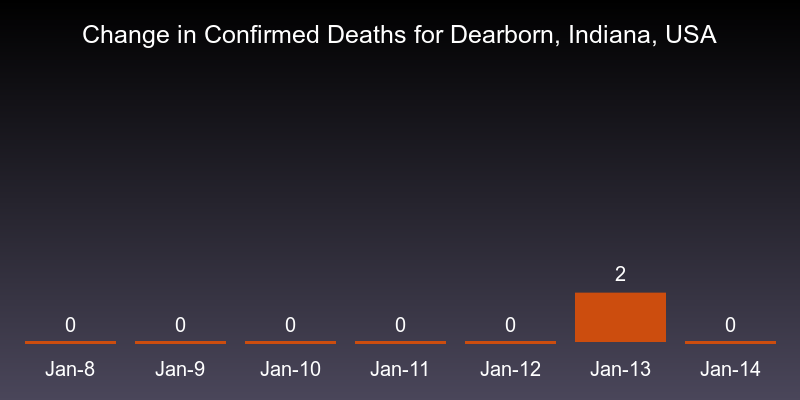 Change in Confirmed Deaths for Dearborn, Indiana, USA
0 0 0 0 0 2 0
Jan-8 Jan-9 Jan-10 Jan-11 Jan-12 Jan-13 Jan-14